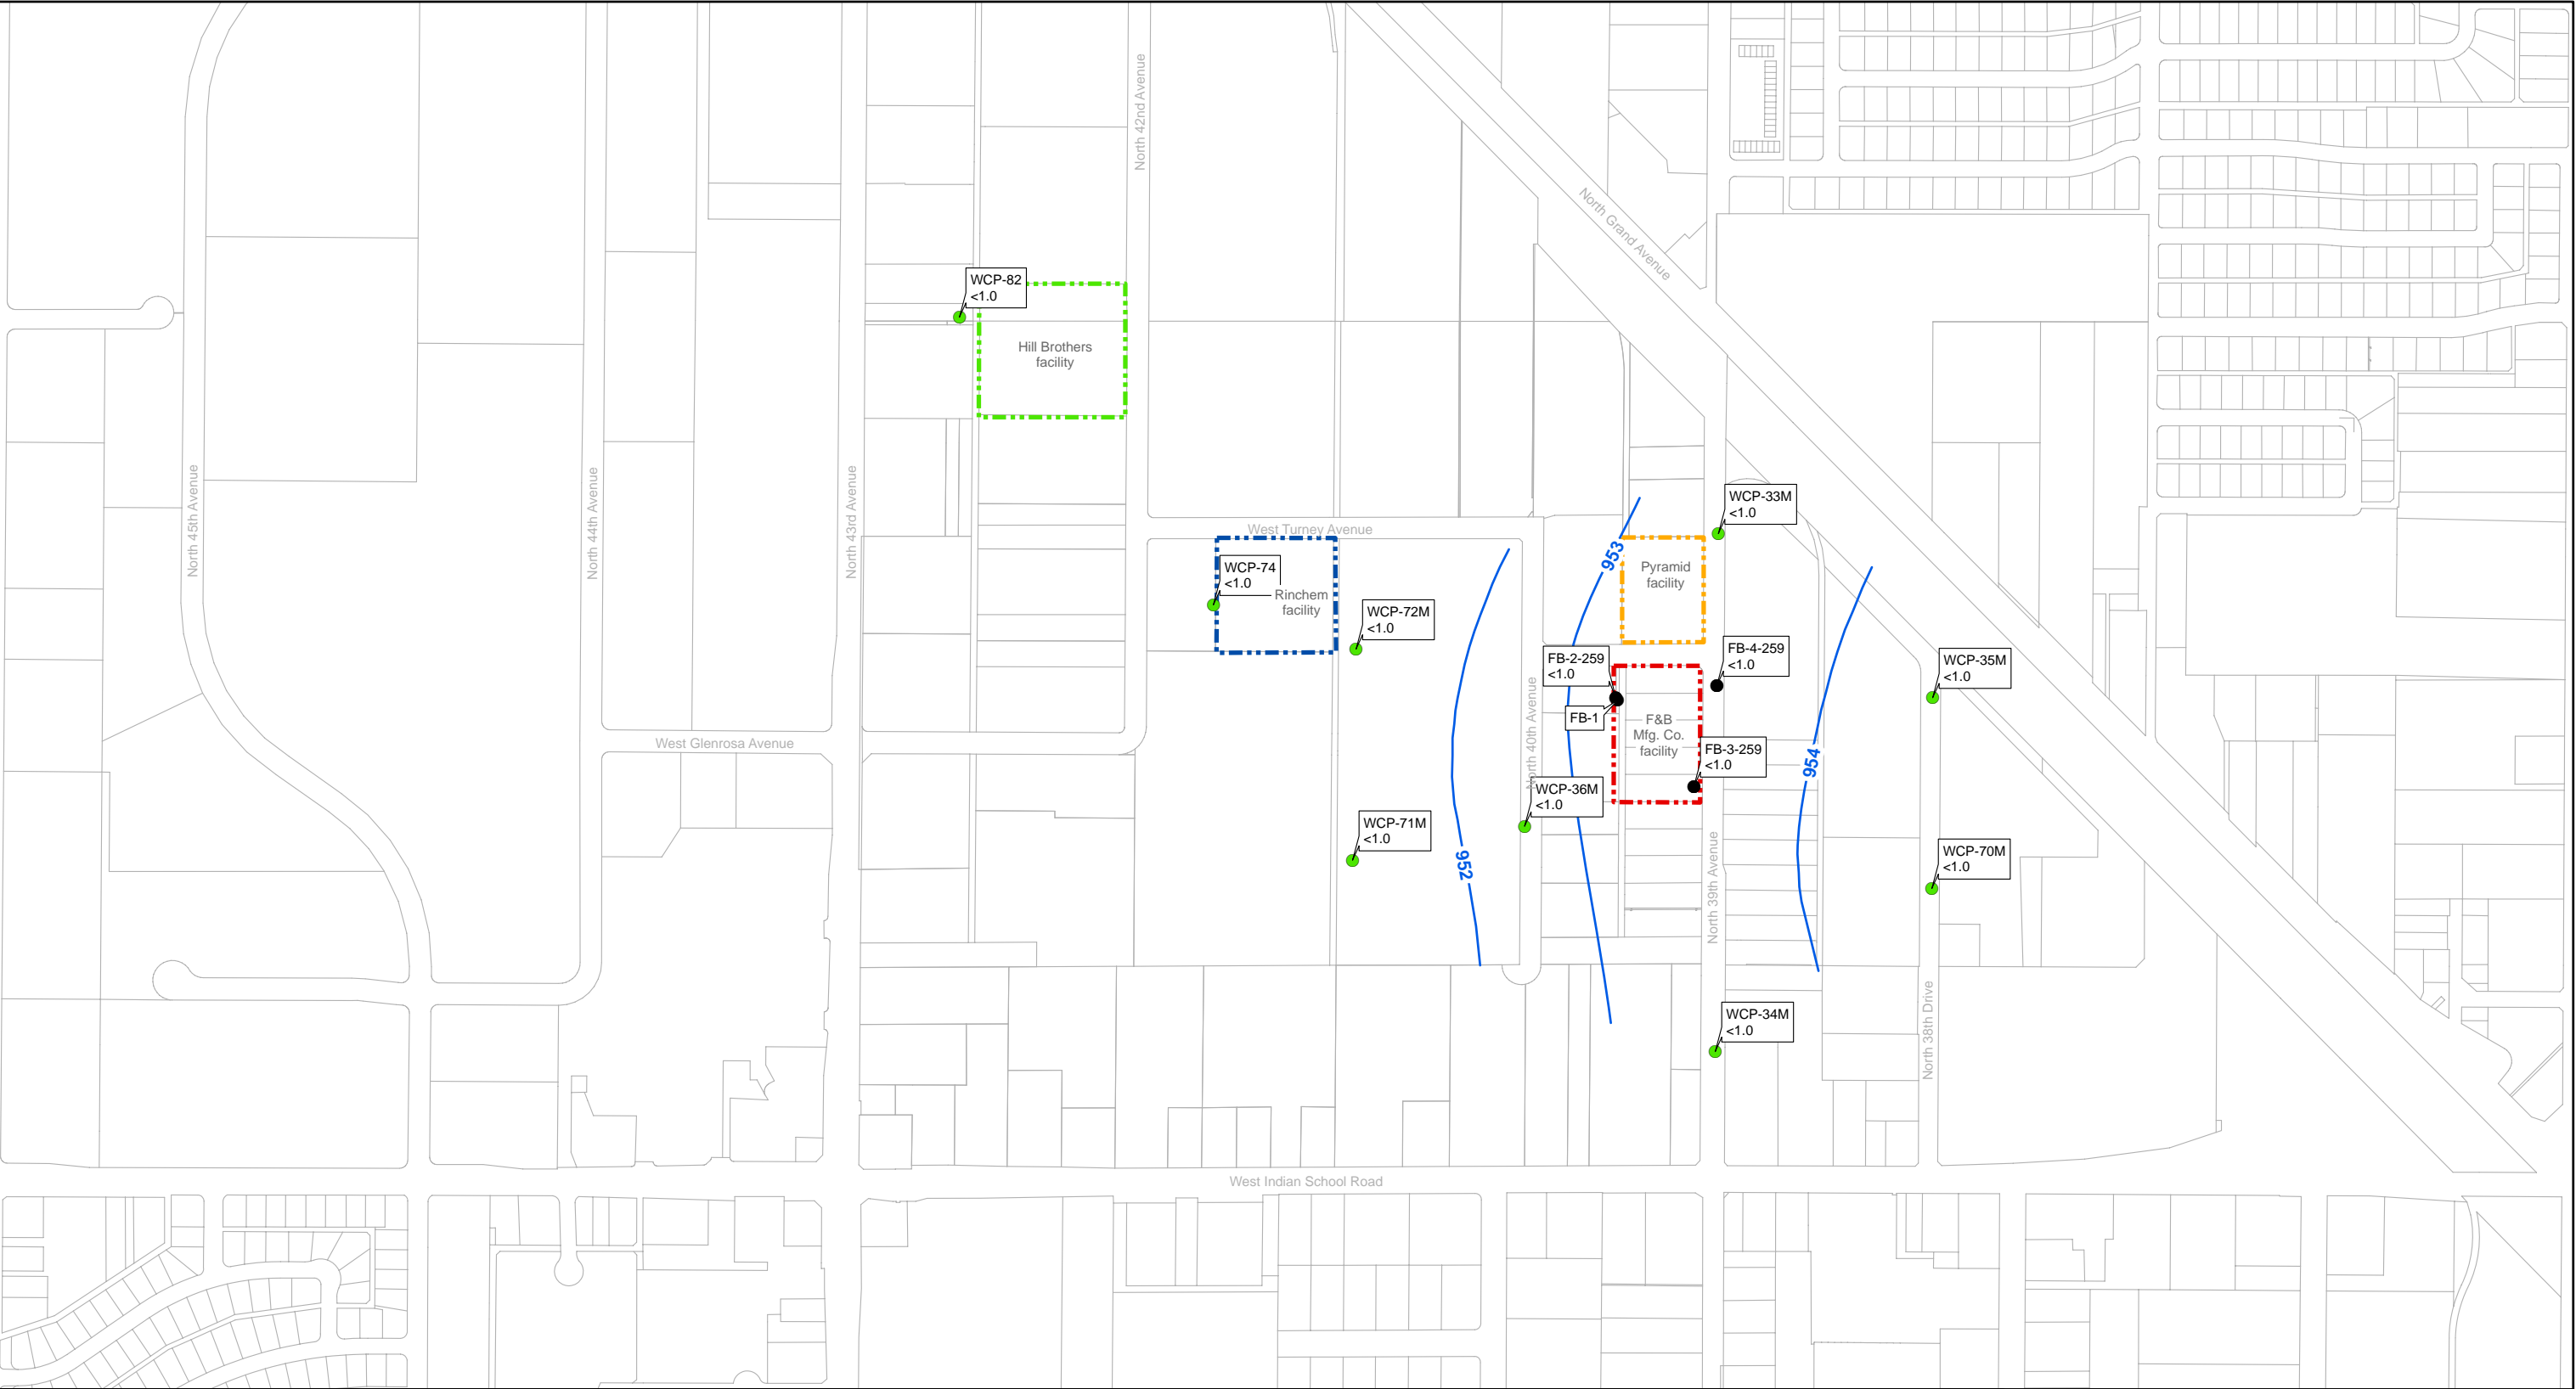 North 42nd Avenue
North Grand Avenue
WCP-82
<1.0
Hill Brothers
facility
North 45th Avenue
North 44th Avenue
North 43rd Avenue
WCP-33M
<1.0
West Turney Avenue
953
Pyramid
facility
WCP-74
<1.0
Rinchem
facility
WCP-72M
<1.0
FB-2-259
<1.0
FB-4-259
<1.0
WCP-35M
<1.0
FB-1
F&B
Mfg. Co.
facility
North 40th Avenue
West Glenrosa Avenue
FB-3-259
<1.0
954
WCP-36M
<1.0
WCP-71M
<1.0
952
North 39th Avenue
WCP-70M
<1.0
WCP-34M
<1.0
North 38th Drive
West Indian School Road